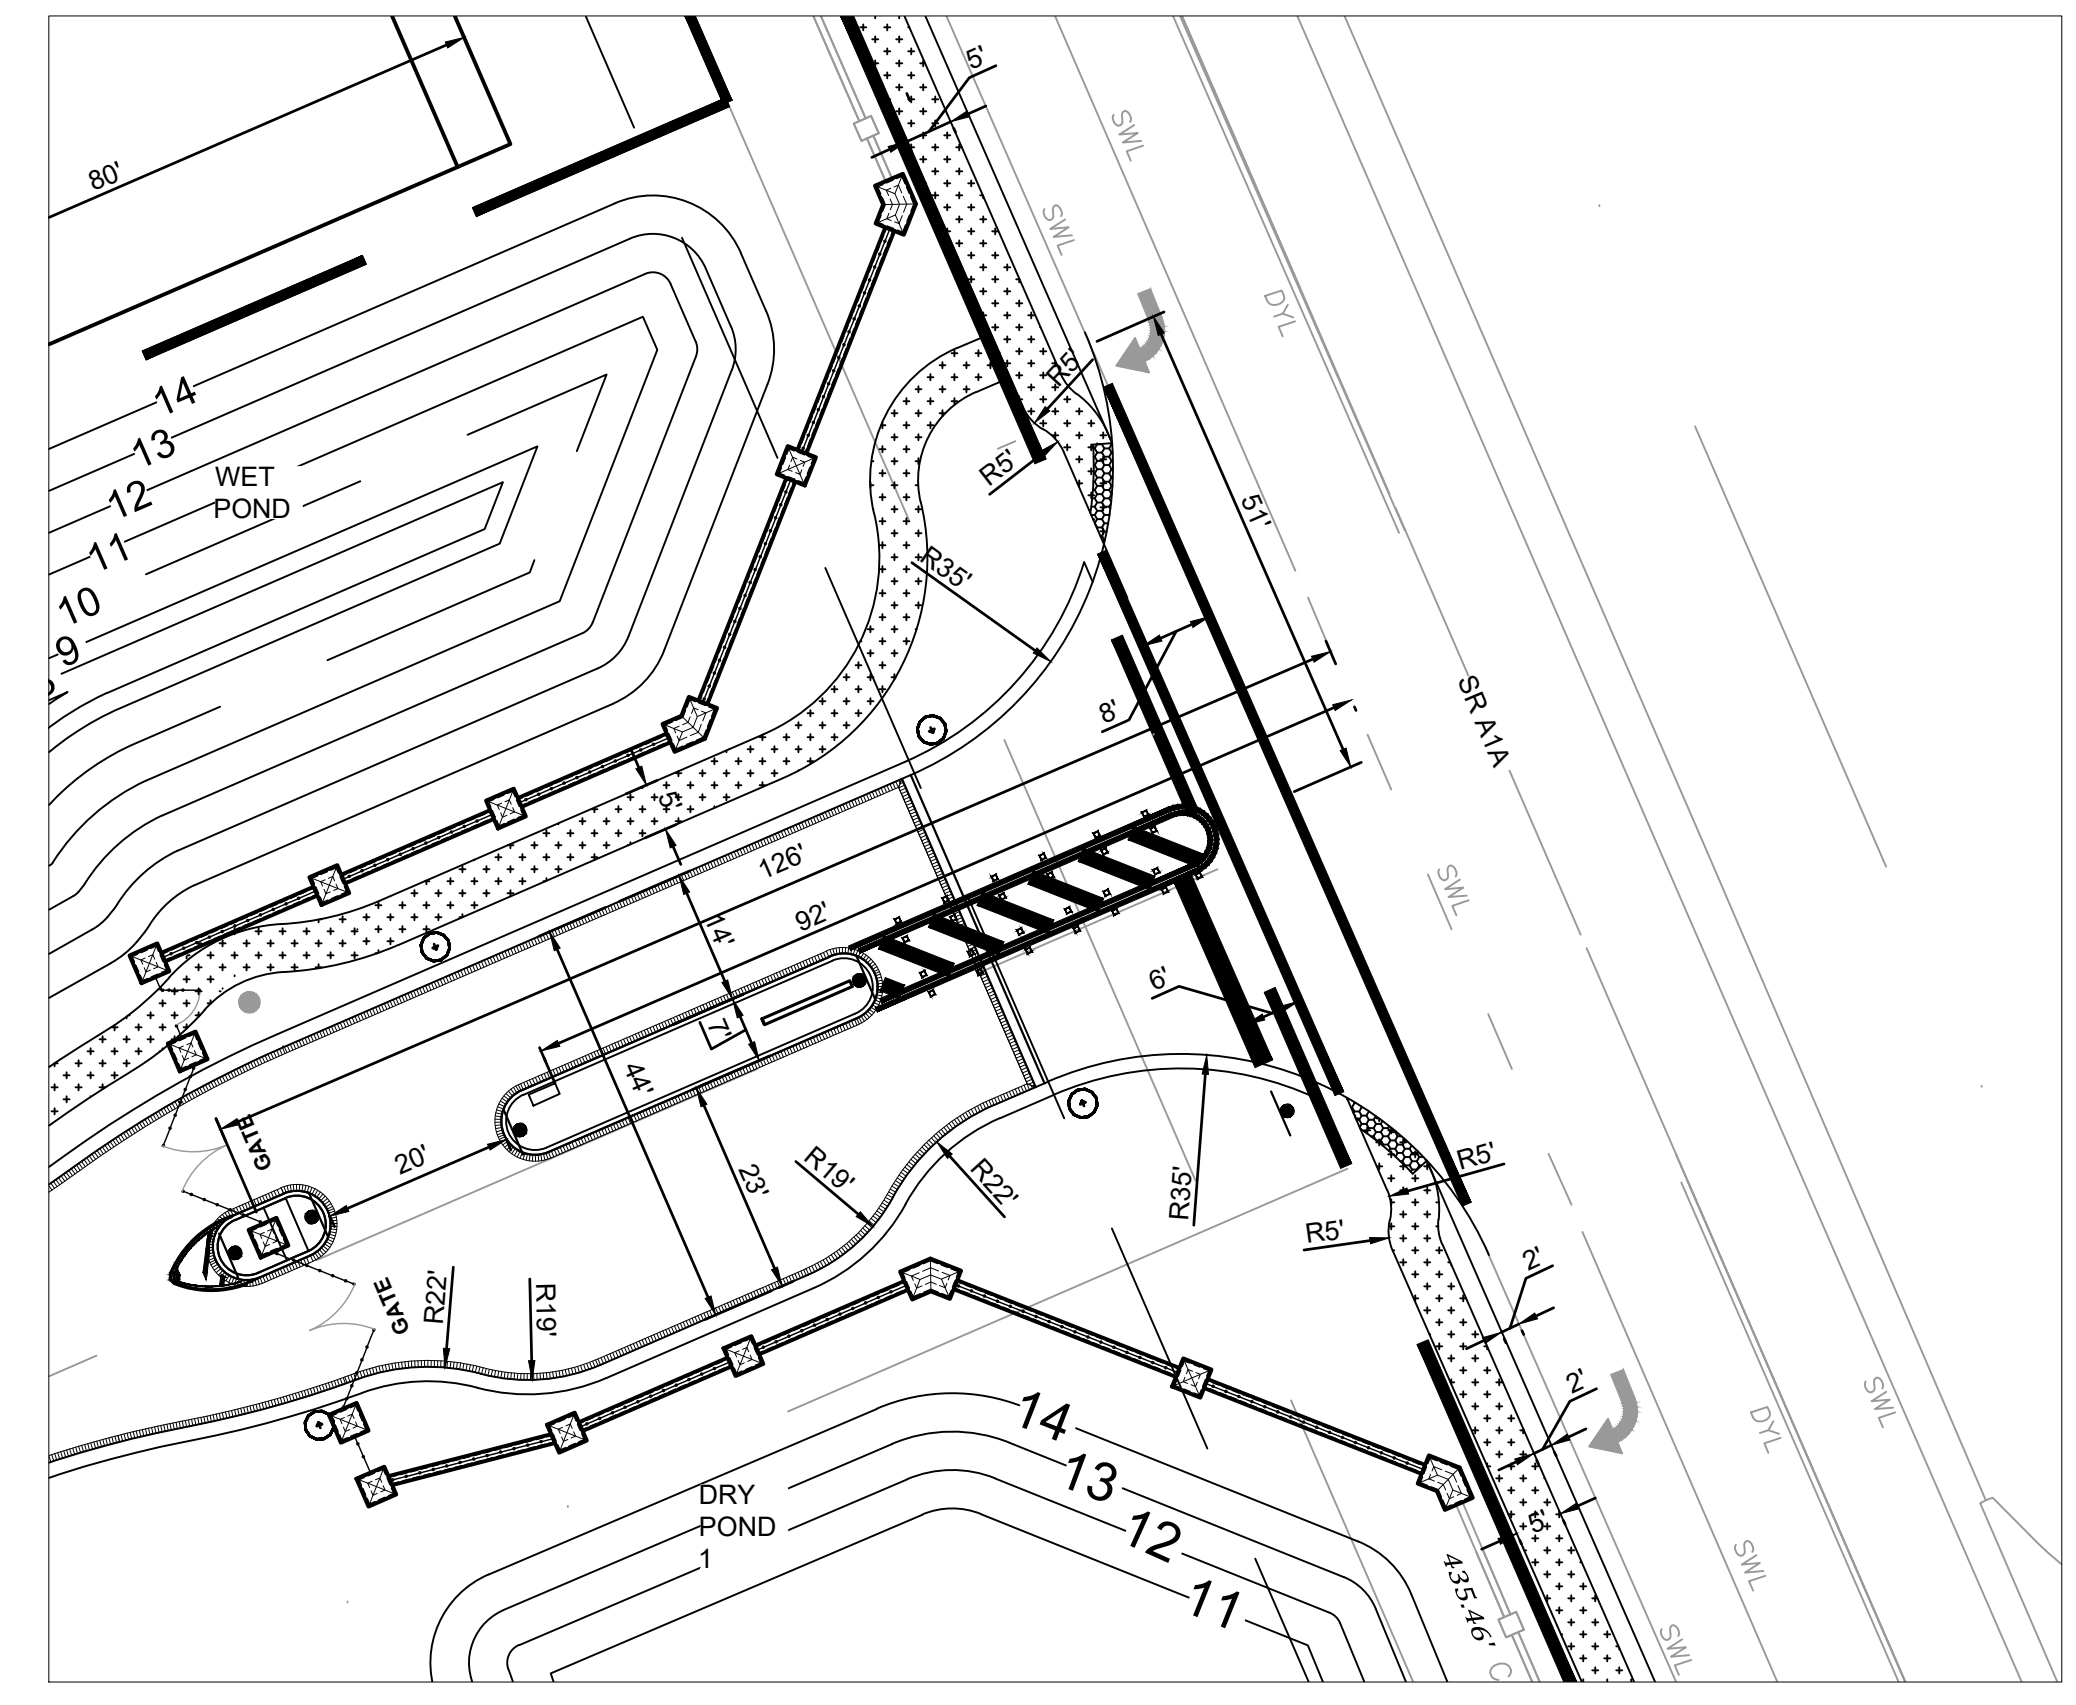 80'
5'
SWL
SWL
DYL
14
13
12
11
10
9
WET
POND
R5'
R5'
R35'
51'
8'
SR A1A
5'
126'
92'
14'
7'
44'
6'
SWL
GATE
20'
23'
R19'
R22'
R35'
R5'
R5'
2'
GATE
R22'
R19'
2'
SWL
DYL
14
13
12
11
DRY
POND
1
5'
435.46'
C
SWL
SWL